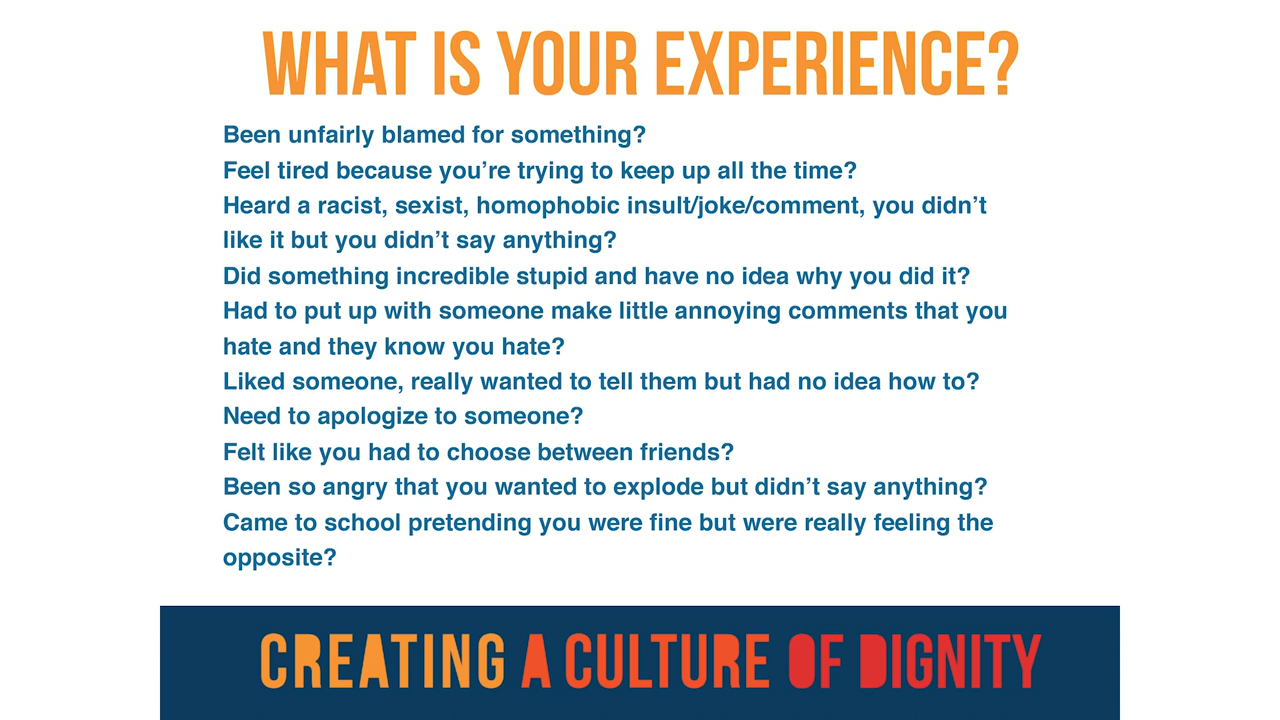 WHAT IS YOUR EXPERIENCE?
Been unfairly blamed for something?
Feel tired because you’re trying to keep up all the time?
Heard a racist, sexist, homophobic insult/joke/comment, you didn’t
like it but you didn’t say anything?
Did something incredible stupid and have no idea why you did it?
Had to put up with someone make little annoying comments that you
hate and they know you hate?
Liked someone, really wanted to tell them but had no idea how to?
Need to apologize to someone?
Felt like you had to choose between friends?
Been so angry that you wanted to explode but didn’t say anything?
Came to school pretending you were fine but were really feeling the
opposite?
CREATING A CULTURE OF DIGNITY